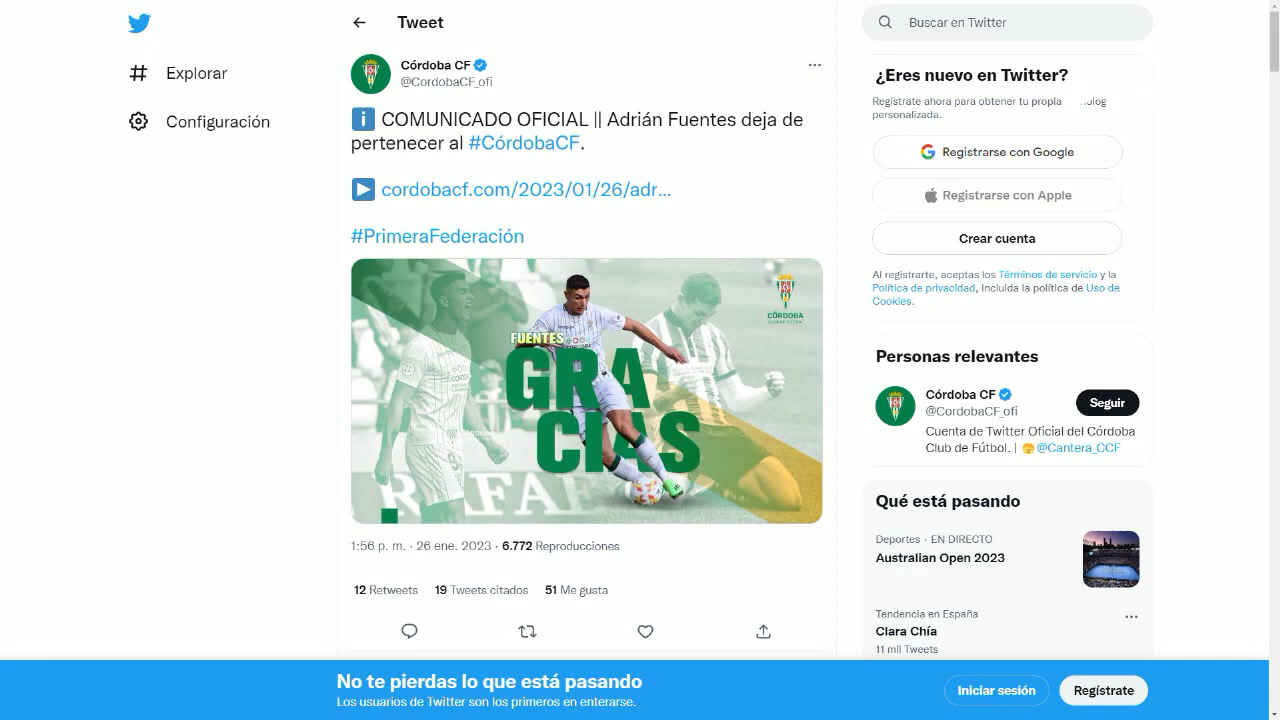 Tweet
Buscar en Twitter
Explorar
Configuración
Córdoba CF
@CordobaCF_ofi
COMUNICADO OFICIAL || Adrián Fuentes deja de
pertenecer al #CórdobaCF.
cordobacf.com/2023/01/26/adr...
#PrimeraFederación
FUENTES
GRA
CIAS
CÓRDOBA
CLUB DE FÚTBOL
1:56 p. m. · 26 ene. 2023 · 6.772 Reproducciones
12 Retweets 19 Tweets citados 51 Me gusta
¿Eres nuevo en Twitter?
Regístrate ahora para obtener tu propia
personalizada.
Registrarse con Google
Registrarse con Apple
Crear cuenta
Al registrarte, aceptas los Términos de servicio y la
Política de privacidad, incluida la política de Uso de
Cookies.
Personas relevantes
Córdoba CF
@CordobaCF_ofi
Seguir
Cuenta de Twitter Oficial del Córdoba
Club de Fútbol. | @Cantera_CCF
Qué está pasando
Deportes · EN DIRECTO
Australian Open 2023
Tendencia en España
Clara Chía
11 mil Tweets
No te pierdas lo que está pasando
Los usuarios de Twitter son los primeros en enterarse.
Iniciar sesión
Regístrate